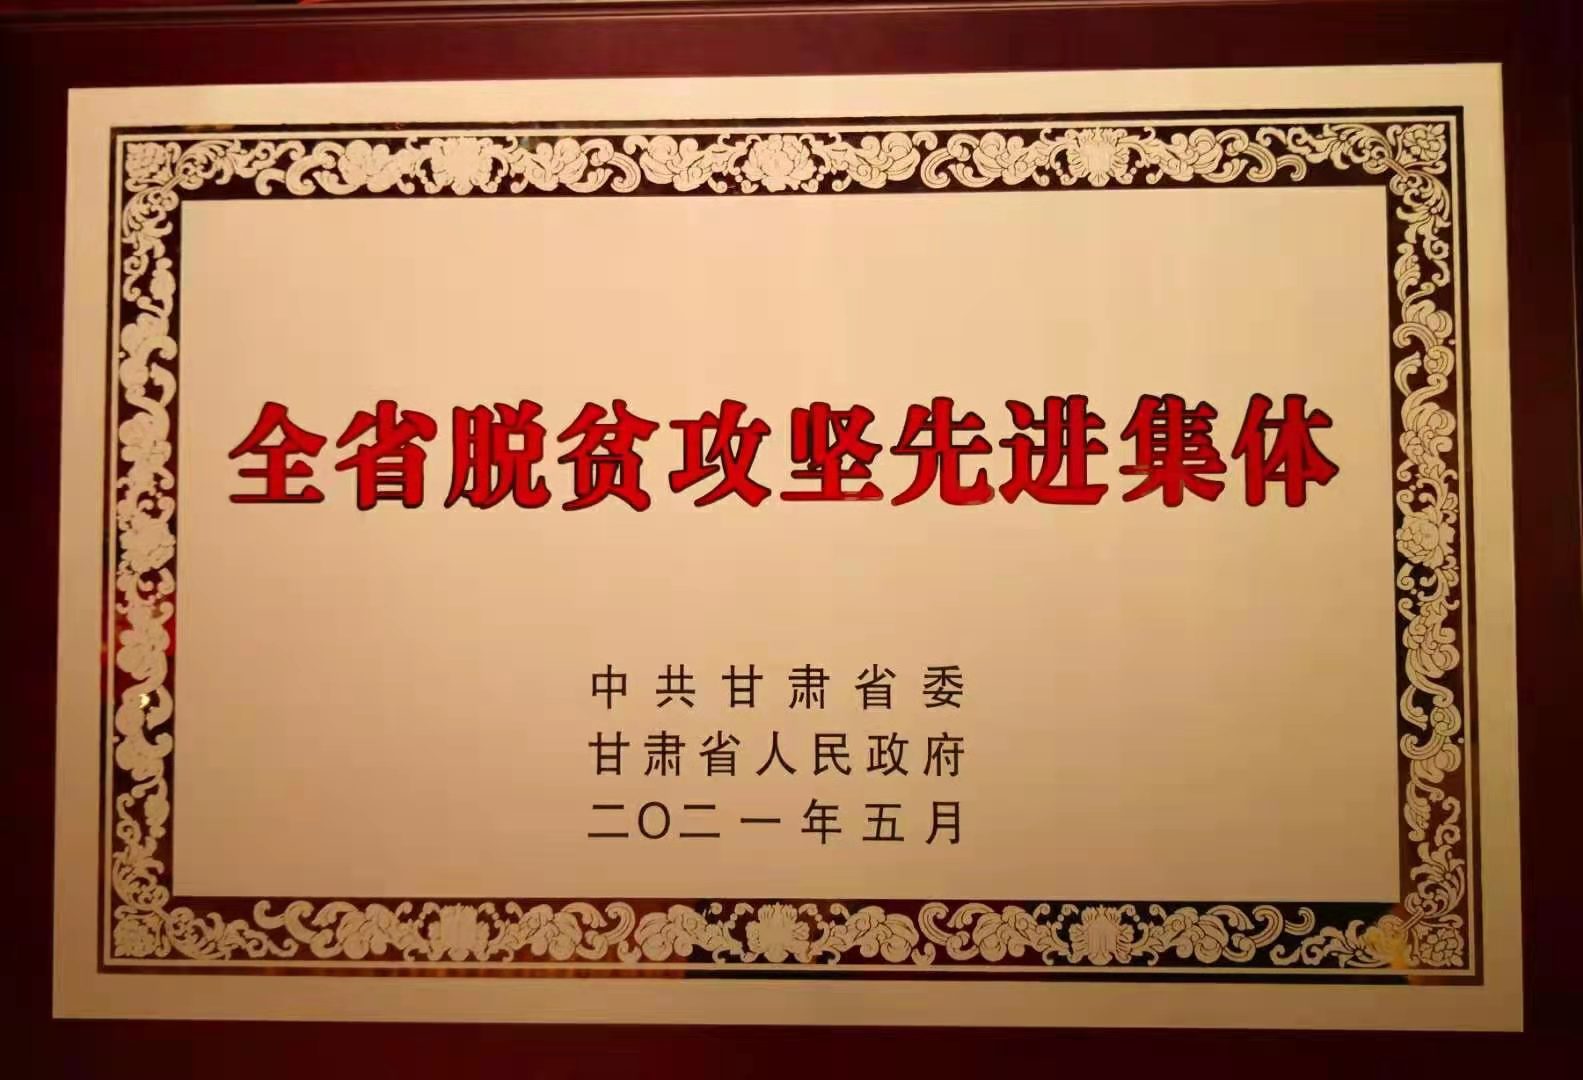 全省脱贫攻坚先进集体
中共甘肃省委
甘肃省人民政府
二〇二一年五月